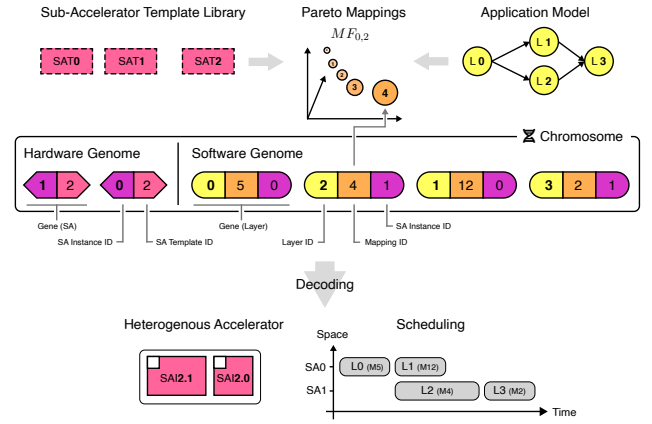 Sub-Accelerator Template Library
Pareto Mappings
Application Model
MF0,2
SAT0 SAT1 SAT2
1
2
3
4
L 0
L 1
L 2
L 3
Chromosome
Hardware Genome
Software Genome
1 2
0 2
0 5 0
2 4 1
1 12 0
3 2 1
Gene (SA)
Gene (Layer)
SA Instance ID
SA Instance ID
SA Template ID
Layer ID
Mapping ID
Decoding
Heterogenous Accelerator
Space
Scheduling
SAI2.1
SAI2.0
SA0
L0 (M5)
L1 (M12)
SA1
L2 (M4)
L3 (M2)
Time